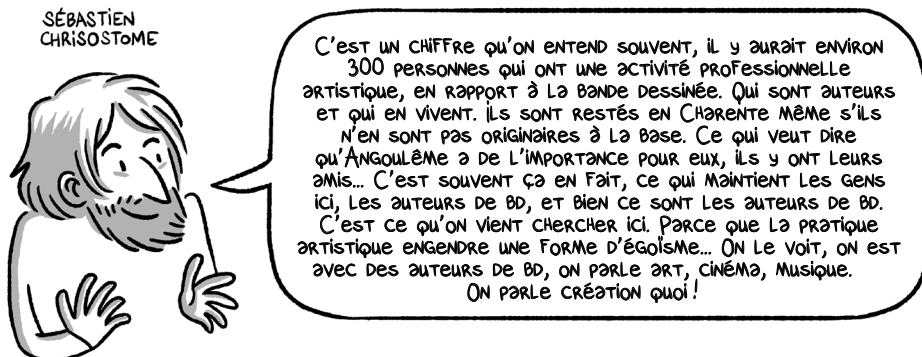 SÉBASTIEN
CHRISOSTOME
C'EST UN CHIFFRE QU'ON ENTEND SOUVENT, IL Y AURAIT ENVIRON
300 PERSONNES QUI ONT UNE ACTIVITÉ PROFESSIONNELLE
ARTISTIQUE, EN RAPPORT À LA BANDE DESSINÉE. QUI SONT AUTEURS
ET QUI EN VIVENT. ILS SONT RESTÉS EN CHARENTE MÊME S'ILS
N'EN SONT PAS ORIGINAIRES À LA BASE. CE QUI VEUT DIRE
QU'ANGOULÊME A DE L'IMPORTANCE POUR EUX, ILS Y ONT LEURS
AMIS... C'EST SOUVENT ÇA EN FAIT, CE QUI MAINTIENT LES GENS
ICI, LES AUTEURS DE BD, ET BIEN CE SONT LES AUTEURS DE BD.
C'EST CE QU'ON VIENT CHERCHER ICI. PARCE QUE LA PRATIQUE
ARTISTIQUE ENGENDRE UNE FORME D'ÉGOÏSME... ON LE VOIT, ON EST
AVEC DES AUTEURS DE BD, ON PARLE ART, CINÉMA, MUSIQUE.
ON PARLE CRÉATION QUOI !